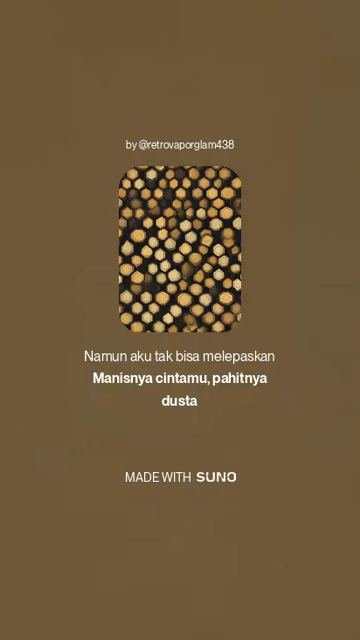 by @retrovaporglam438
Namun aku tak bisa melepaskan
Manisnya cintamu, pahitnya
dusta
MADE WITH SUNO